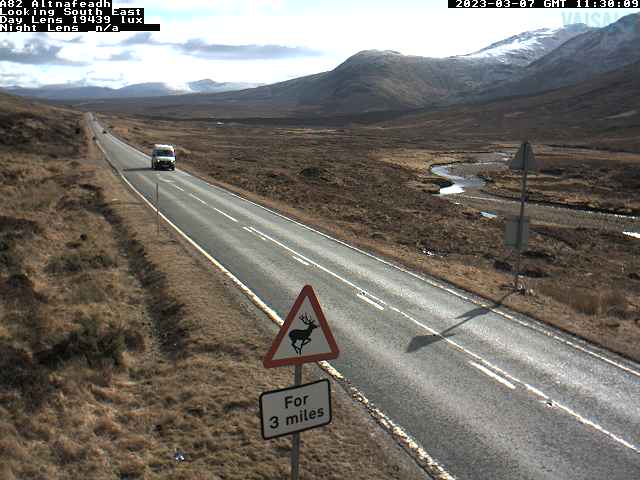 A82 Altnafeadh
Looking South East
Day Lens 19439 lux
Night Lens n/a
2023-03-07 GMT 11:30:09
VAISALA
For
3 miles